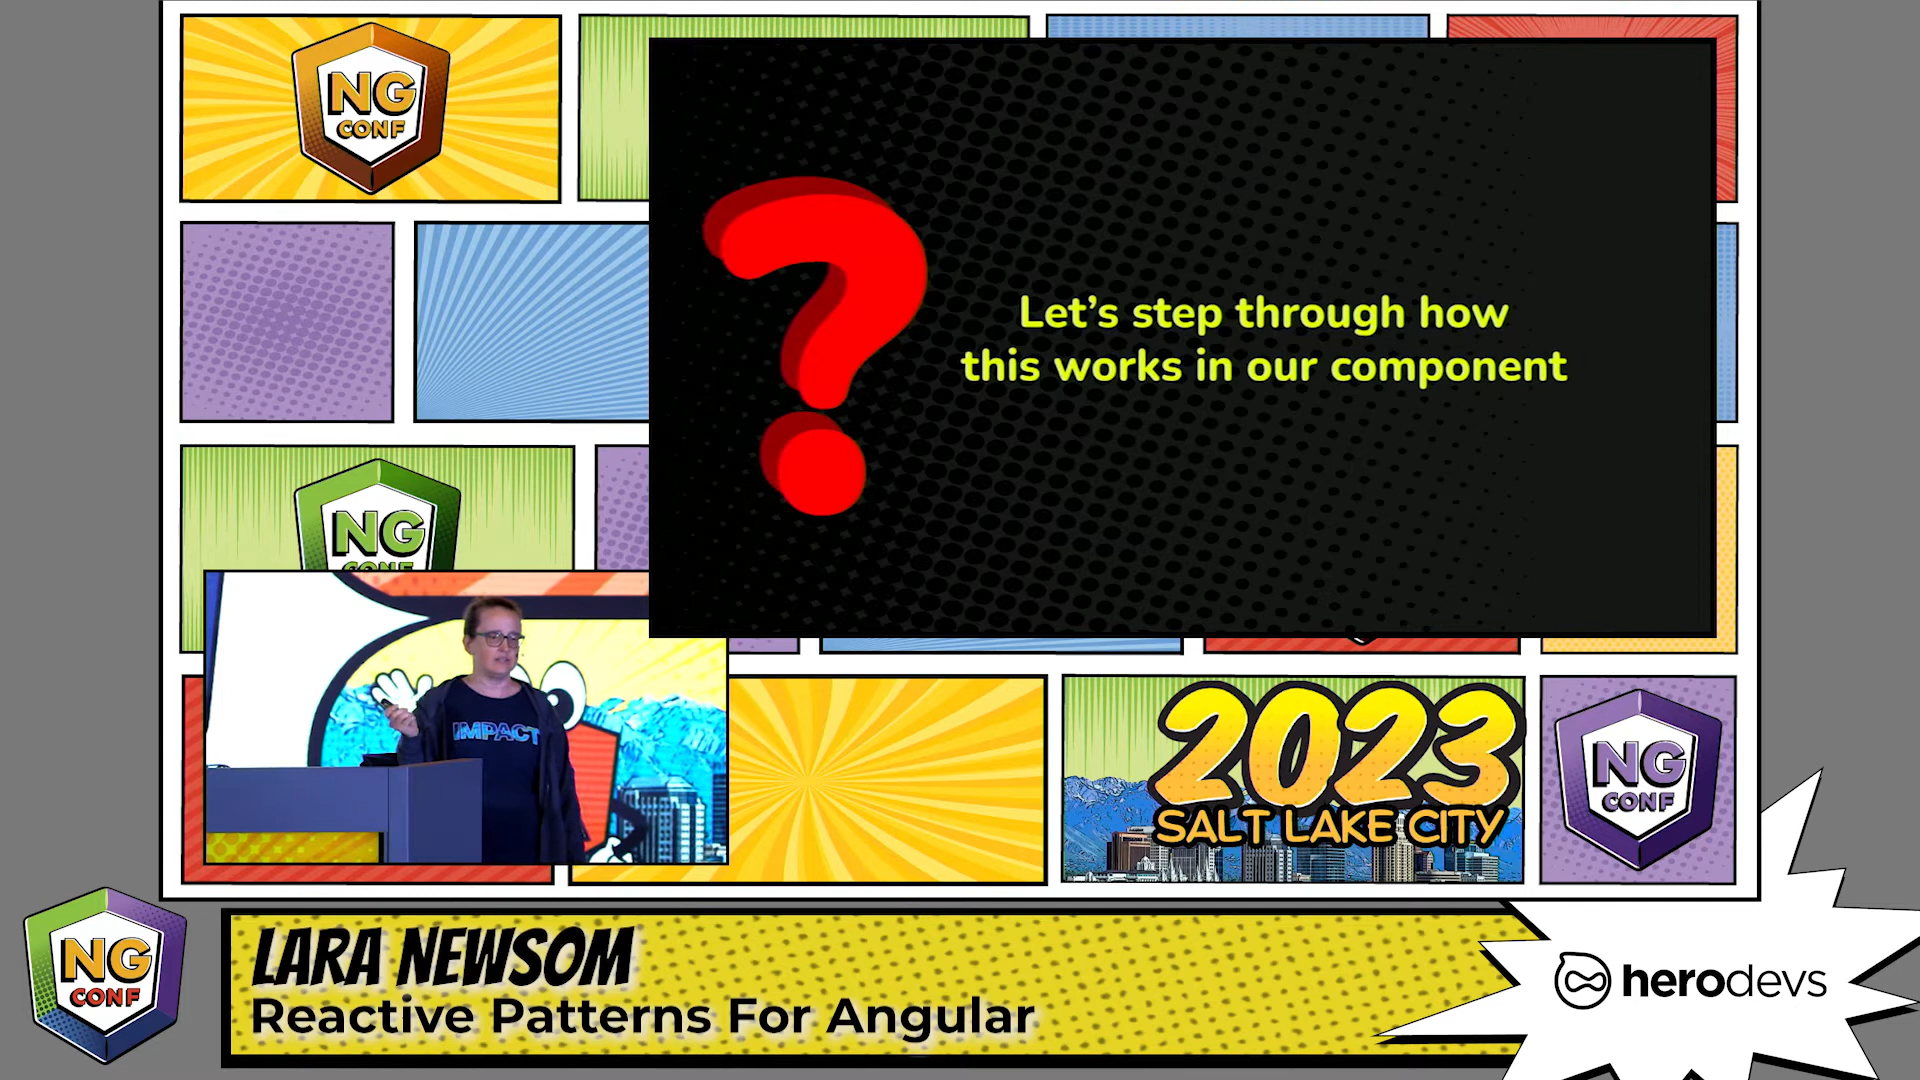 NG
CONF
Let's step through how
this works in our component
NG
CONF
IMPACT
2023
SALT LAKE CITY
NG
CONF
NG
CONF
LARA NEWSOM
Reactive Patterns For Angular
herodevs